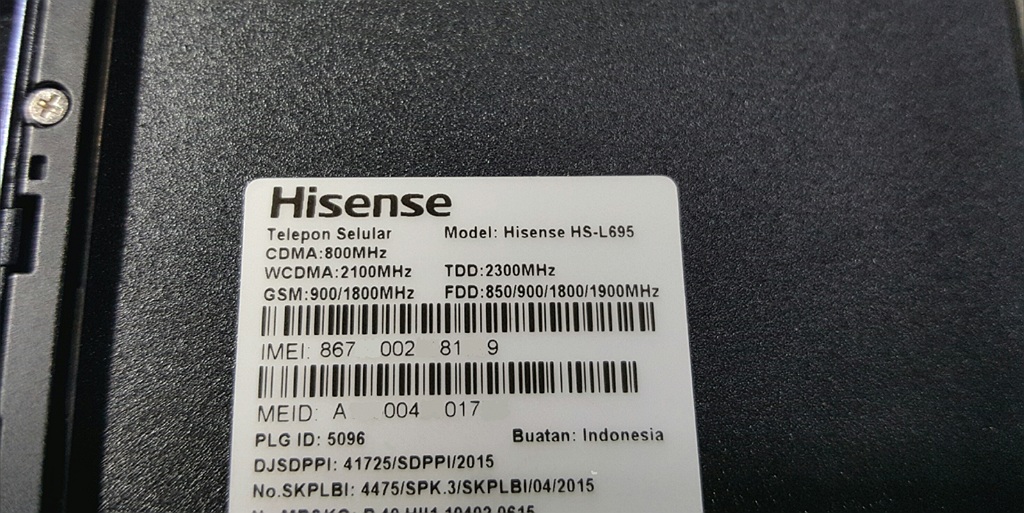 Hisense
Telepon Selular Model: Hisense HS-L695
CDMA:800MHz
WCDMA:2100MHz TDD:2300MHz
GSM:900/1800MHz FDD:850/900/1800/1900MHz
IMEI: 867 002 81 9
MEID: A 004 017
PLG ID: 5096 Buatan: Indonesia
DJSDPPI: 41725/SDPPI/2015
No.SKPLBI: 4475/SPK.3/SKPLBI/04/2015